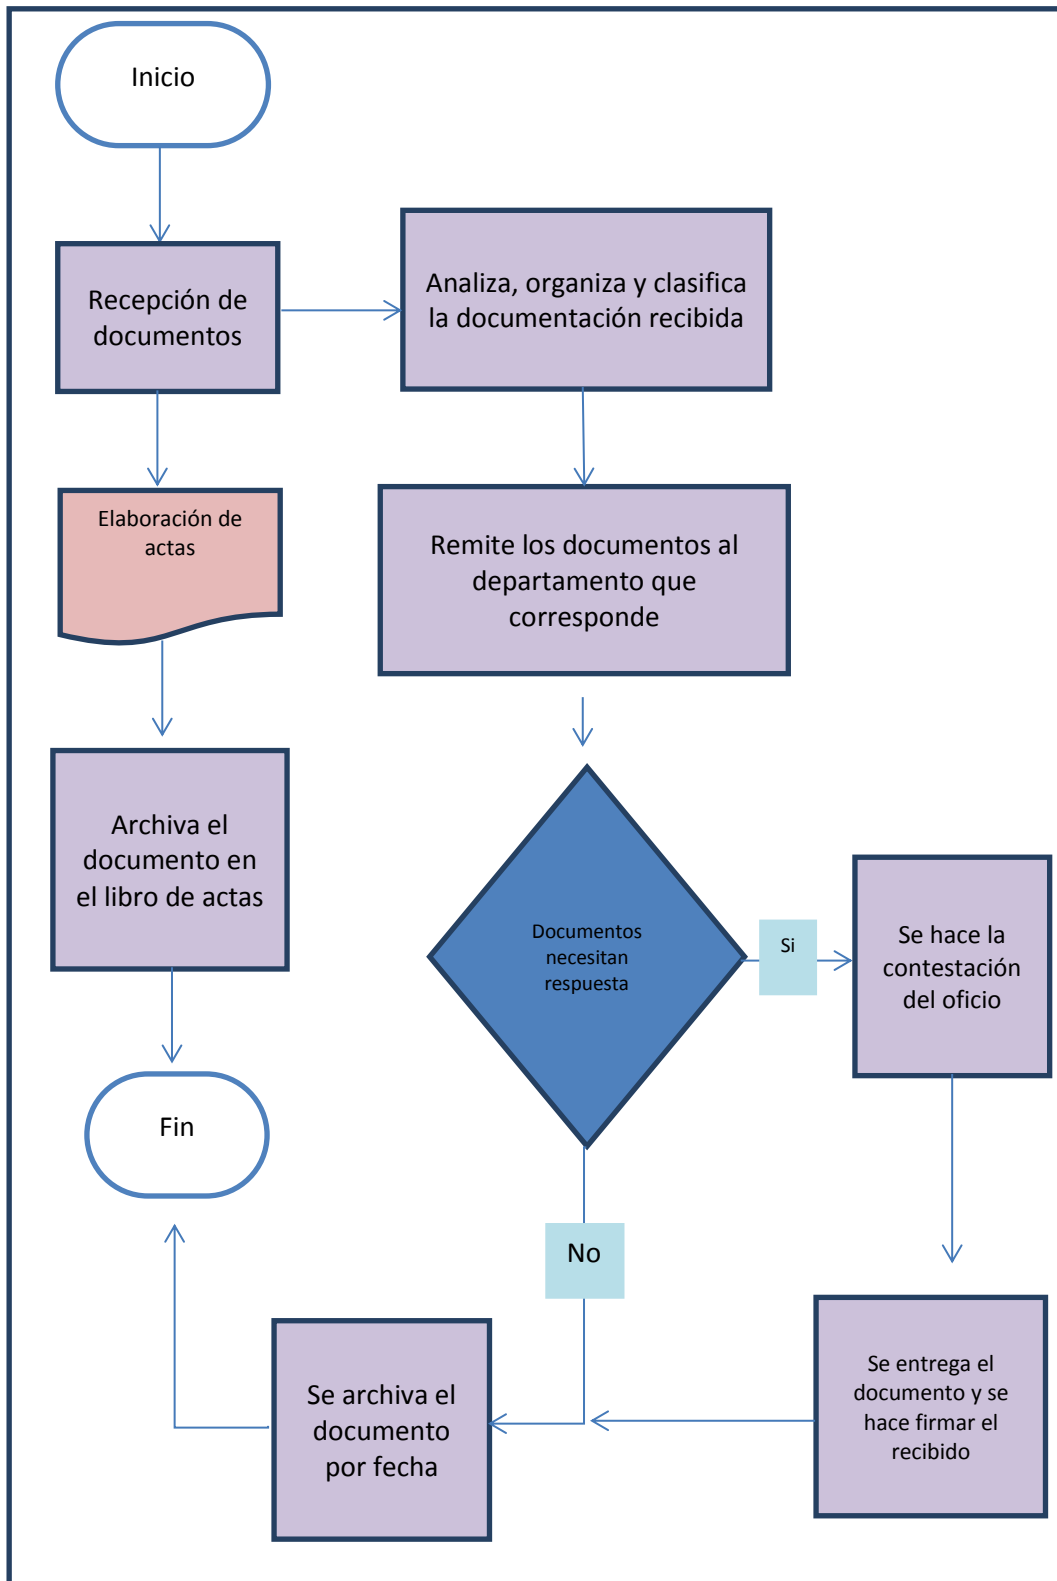 Inicio
Recepción de
documentos
Analiza, organiza y clasifica
la documentación recibida
Elaboración de
actas
Remite los documentos al
departamento que
corresponde
Archiva el
documento en
el libro de actas
Documentos
necesitan
respuesta
Si
Se hace la
contestación
del oficio
Fin
No
Se archiva el
documento
por fecha
Se entrega el
documento y se
hace firmar el
recibido